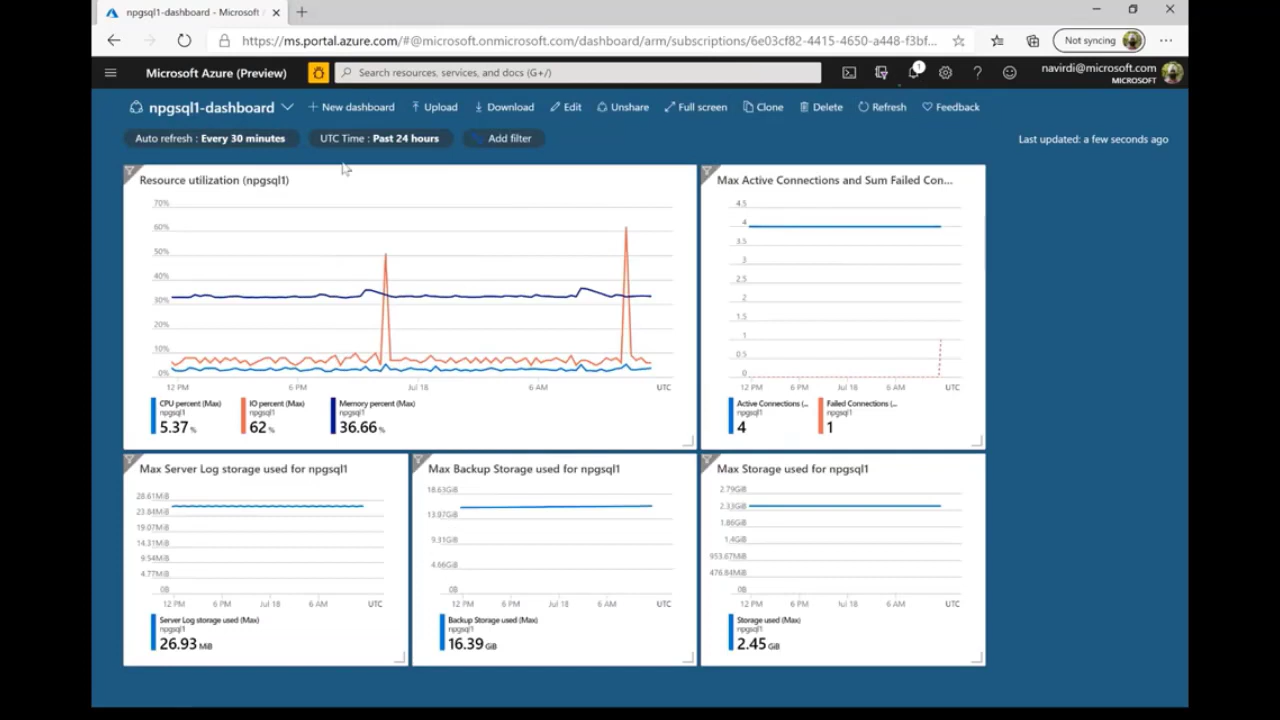 npgsql1-dashboard - Microsoft
https://ms.portal.azure.com/#@microsoft.onmicrosoft.com/dashboard/arm/subscriptions/6e03cf82-4415-4650-a448-f3bf...
Not syncing
Microsoft Azure (Preview)
Search resources, services, and docs (G+/)
1
navirdi@microsoft.com
MICROSOFT
npgsql1-dashboard
New dashboard Upload Download Edit Unshare Full screen Clone Delete Refresh Feedback
Auto refresh : Every 30 minutes
UTC Time : Past 24 hours
Add filter
Last updated: a few seconds ago
Resource utilization (npgsql1)
70%
60%
50%
40%
30%
20%
10%
0%
12 PM 6 PM Jul 18 6 AM UTC
CPU percent (Max)
npgsql1
5.37 %
IO percent (Max)
npgsql1
62 %
Memory percent (Max)
npgsql1
36.66 %
Max Active Connections and Sum Failed Con...
4.5
4
3.5
3
2.5
2
1.5
1
0.5
0
12 PM 6 PM Jul 18 6 AM UTC
Active Connections (...
npgsql1
4
Failed Connections (...
npgsql1
1
Max Server Log storage used for npgsql1
28.61MiB
23.84MiB
19.07MiB
14.31MiB
9.54MiB
4.77MiB
0B
12 PM 6 PM Jul 18 6 AM UTC
Server Log storage used (Max)
npgsql1
26.93 MiB
Max Backup Storage used for npgsql1
18.63GiB
13.97GiB
9.31GiB
4.66GiB
0B
12 PM 6 PM Jul 18 6 AM UTC
Backup Storage used (Max)
npgsql1
16.39 GiB
Max Storage used for npgsql1
2.79GiB
2.33GiB
1.86GiB
1.4GiB
953.67MiB
476.84MiB
0B
12 PM 6 PM Jul 18 6 AM UTC
Storage used (Max)
npgsql1
2.45 GiB